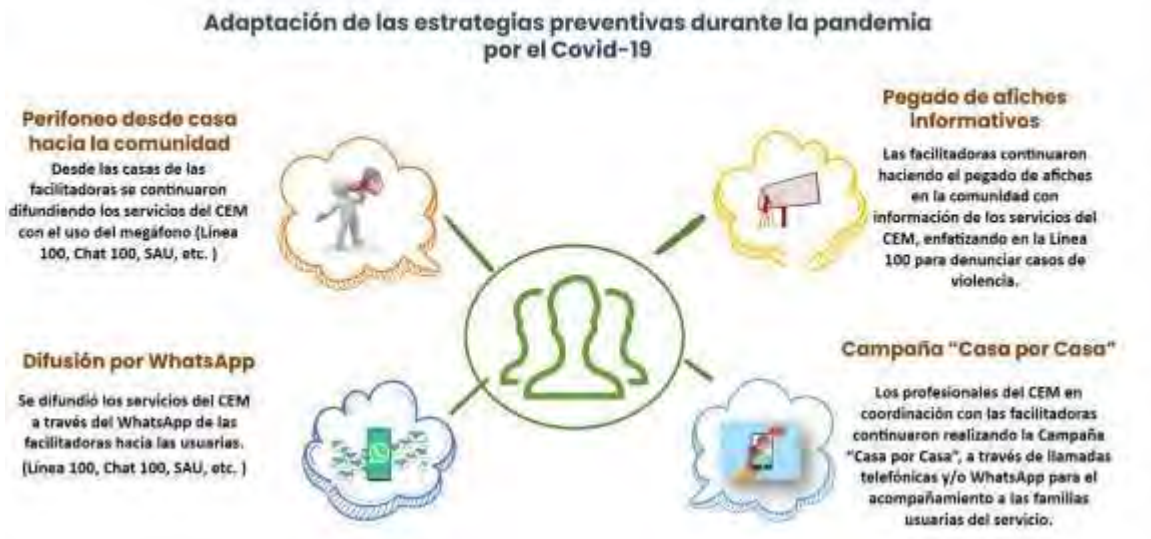 Adaptación de las estrategias preventivas durante la pandemia
por el Covid-19
Perifoneo desde casa
hacia la comunidad
Desde las casas de las
facilitadoras se continuaron
difundiendo los servicios del CEM
con el uso del megáfono (Línea
100, Chat 100, SAU, etc. )
Pegado de afiches
informativos
Las facilitadoras continuaron
haciendo el pegado de afiches
en la comunidad con
información de los servicios del
CEM, enfatizando en la Línea
100 para denunciar casos de
violencia.
Difusión por WhatsApp
Se difundió los servicios del CEM
a través del WhatsApp de las
facilitadoras hacia las usuarias.
(Línea 100, Chat 100, SAU, etc. )
Campaña “Casa por Casa”
Los profesionales del CEM en
coordinación con las facilitadoras
continuaron realizando la Campaña
“Casa por Casa”, a través de llamadas
telefónicas y/o WhatsApp para el
acompañamiento a las familias
usuarias del servicio.